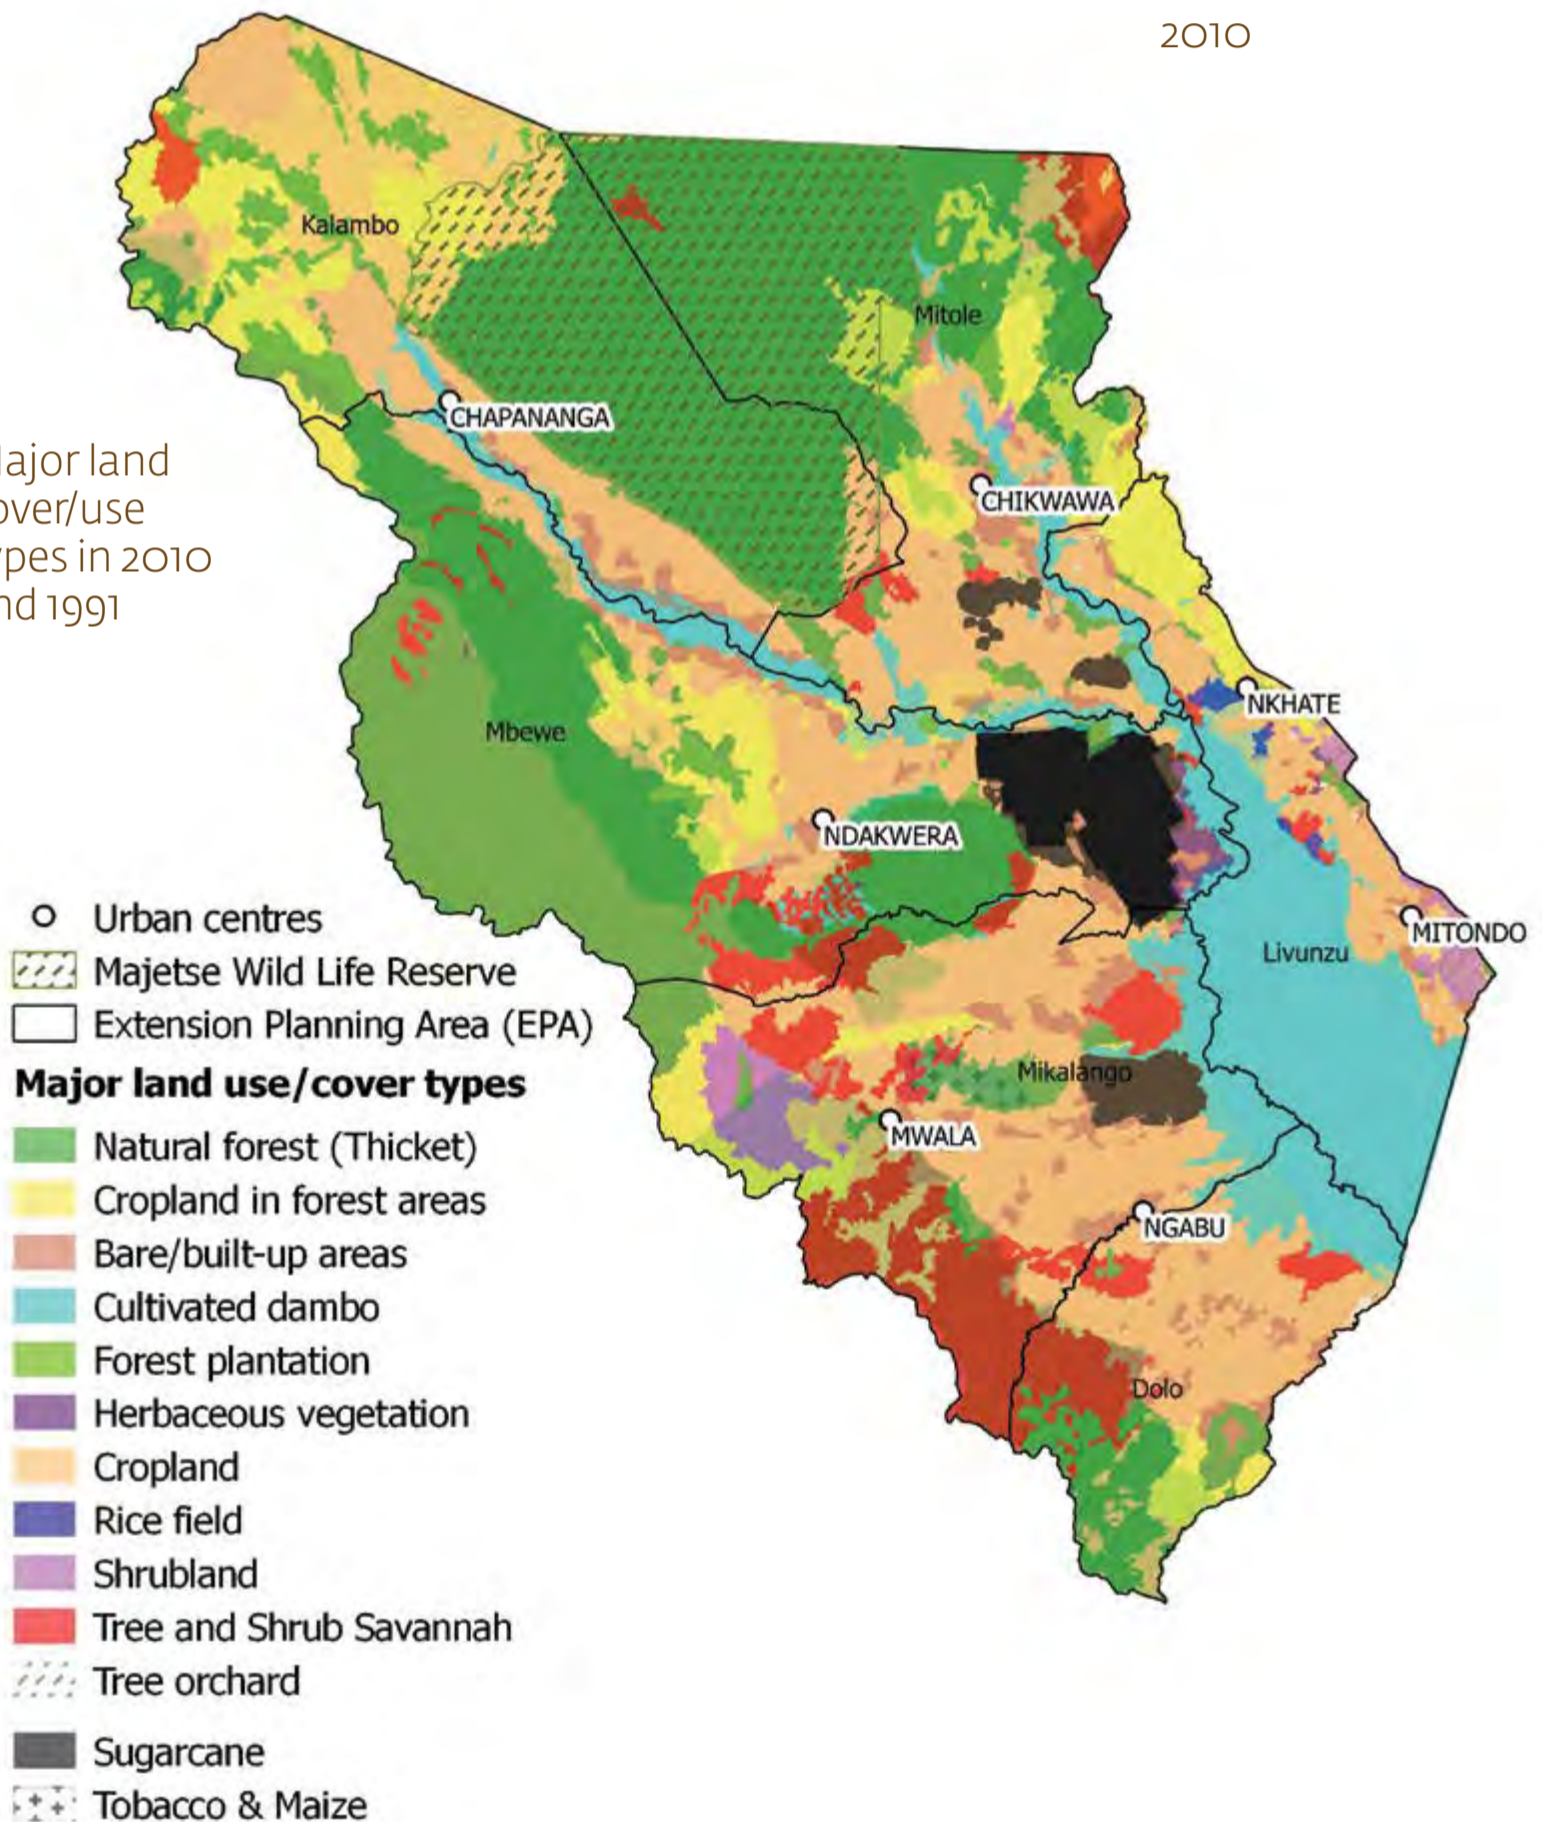 2010
ajor land
over/use
ypes in 2010
nd 1991
Kalambo
Mitole
CHAPANANGA
CHIKWAWA
NKHATE
Mbewe
NDAKWERA
MITONDO
Livunzu
Mikalango
MWALA
NGABU
Dolo
Urban centres
Majetse Wild Life Reserve
Extension Planning Area (EPA)
Major land use/cover types
Natural forest (Thicket)
Cropland in forest areas
Bare/built-up areas
Cultivated dambo
Forest plantation
Herbaceous vegetation
Cropland
Rice field
Shrubland
Tree and Shrub Savannah
Tree orchard
Sugarcane
Tobacco & Maize